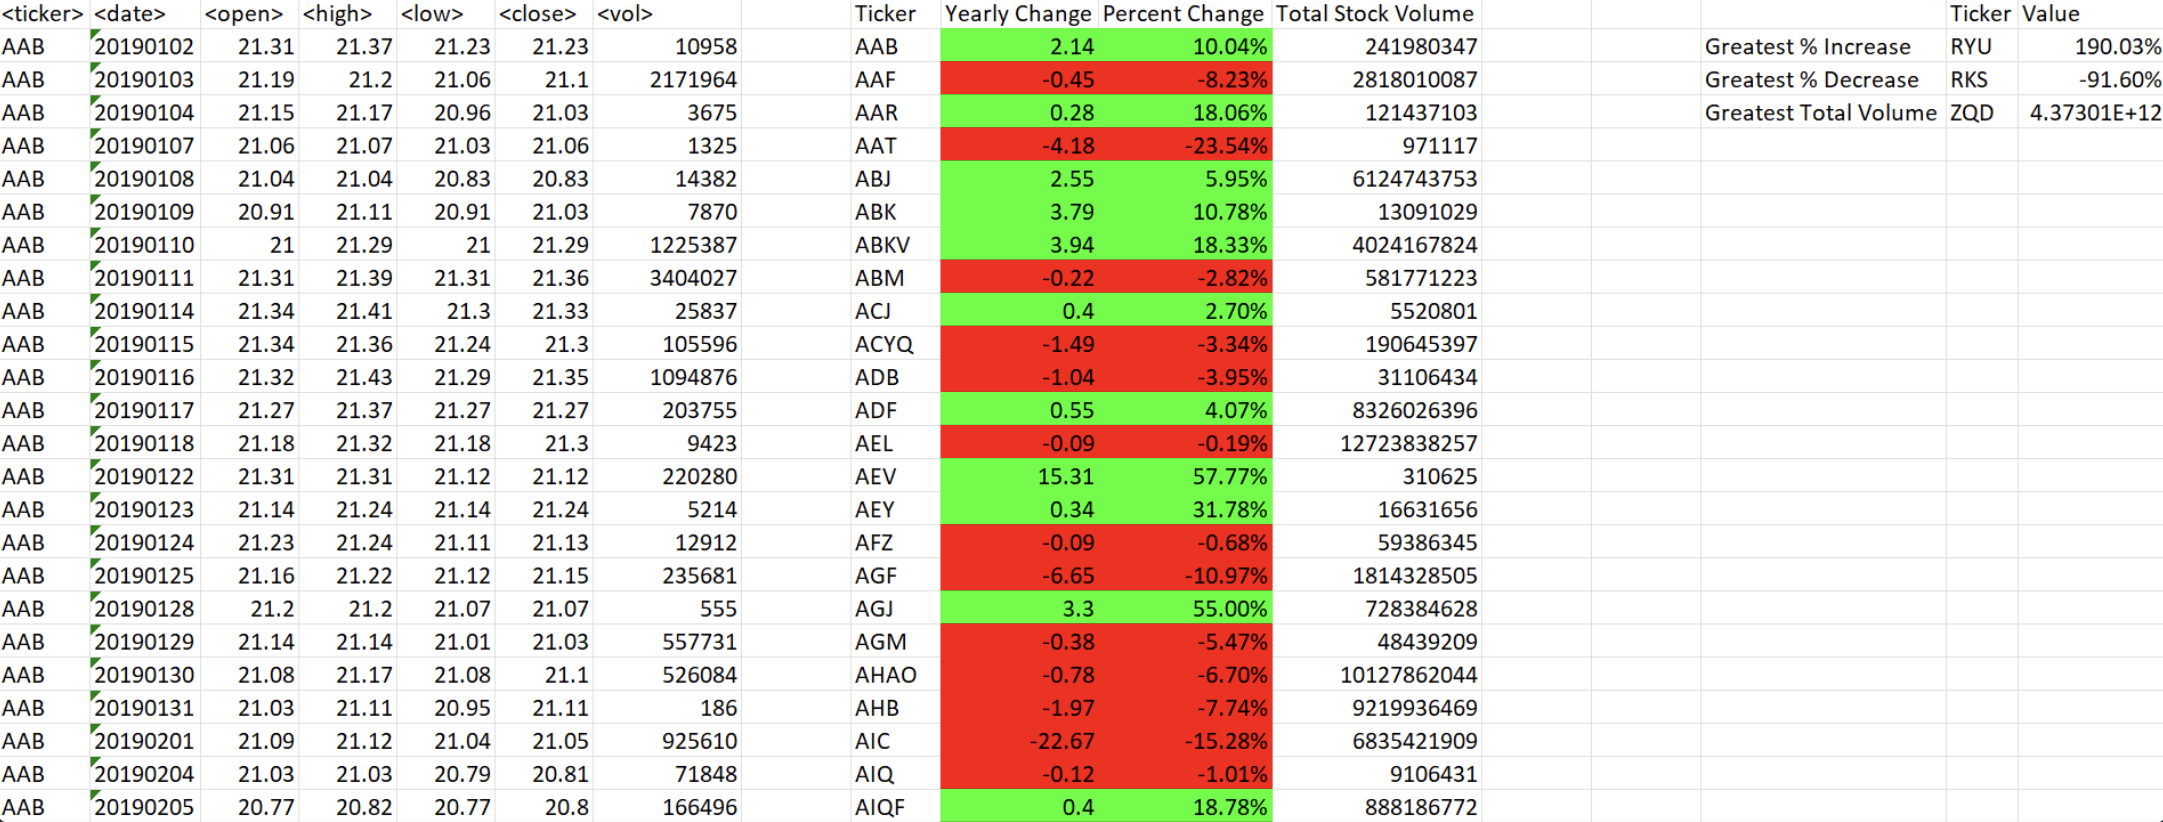 <ticker> <date> <open> <high> <low> <close> <vol> Ticker Yearly Change Percent Change Total Stock Volume Ticker Value
AAB 20190102 21.31 21.37 21.23 21.23 10958 AAB 2.14 10.04% 241980347 Greatest % Increase RYU 190.03%
AAB 20190103 21.19 21.2 21.06 21.1 2171964 AAF -0.45 -8.23% 2818010087 Greatest % Decrease RKS -91.60%
AAB 20190104 21.15 21.17 20.96 21.03 3675 AAR 0.28 18.06% 121437103 Greatest Total Volume ZQD 4.37301E+12
AAB 20190107 21.06 21.07 21.03 21.06 1325 AAT -4.18 -23.54% 971117
AAB 20190108 21.04 21.04 20.83 20.83 14382 ABJ 2.55 5.95% 6124743753
AAB 20190109 20.91 21.11 20.91 21.03 7870 ABK 3.79 10.78% 13091029
AAB 20190110 21 21.29 21 21.29 1225387 ABKV 3.94 18.33% 4024167824
AAB 20190111 21.31 21.39 21.31 21.36 3404027 ABM -0.22 -2.82% 581771223
AAB 20190114 21.34 21.41 21.3 21.33 25837 ACJ 0.4 2.70% 5520801
AAB 20190115 21.34 21.36 21.24 21.3 105596 ACYQ -1.49 -3.34% 190645397
AAB 20190116 21.32 21.43 21.29 21.35 1094876 ADB -1.04 -3.95% 31106434
AAB 20190117 21.27 21.37 21.27 21.27 203755 ADF 0.55 4.07% 8326026396
AAB 20190118 21.18 21.32 21.18 21.3 9423 AEL -0.09 -0.19% 12723838257
AAB 20190122 21.31 21.31 21.12 21.12 220280 AEV 15.31 57.77% 310625
AAB 20190123 21.14 21.24 21.14 21.24 5214 AEY 0.34 31.78% 16631656
AAB 20190124 21.23 21.24 21.11 21.13 12912 AFZ -0.09 -0.68% 59386345
AAB 20190125 21.16 21.22 21.12 21.15 235681 AGF -6.65 -10.97% 1814328505
AAB 20190128 21.2 21.2 21.07 21.07 555 AGJ 3.3 55.00% 728384628
AAB 20190129 21.14 21.14 21.01 21.03 557731 AGM -0.38 -5.47% 48439209
AAB 20190130 21.08 21.17 21.08 21.1 526084 AHAO -0.78 -6.70% 10127862044
AAB 20190131 21.03 21.11 20.95 21.11 186 AHB -1.97 -7.74% 9219936469
AAB 20190201 21.09 21.12 21.04 21.05 925610 AIC -22.67 -15.28% 6835421909
AAB 20190204 21.03 21.03 20.79 20.81 71848 AIQ -0.12 -1.01% 9106431
AAB 20190205 20.77 20.82 20.77 20.8 166496 AIQF 0.4 18.78% 888186772